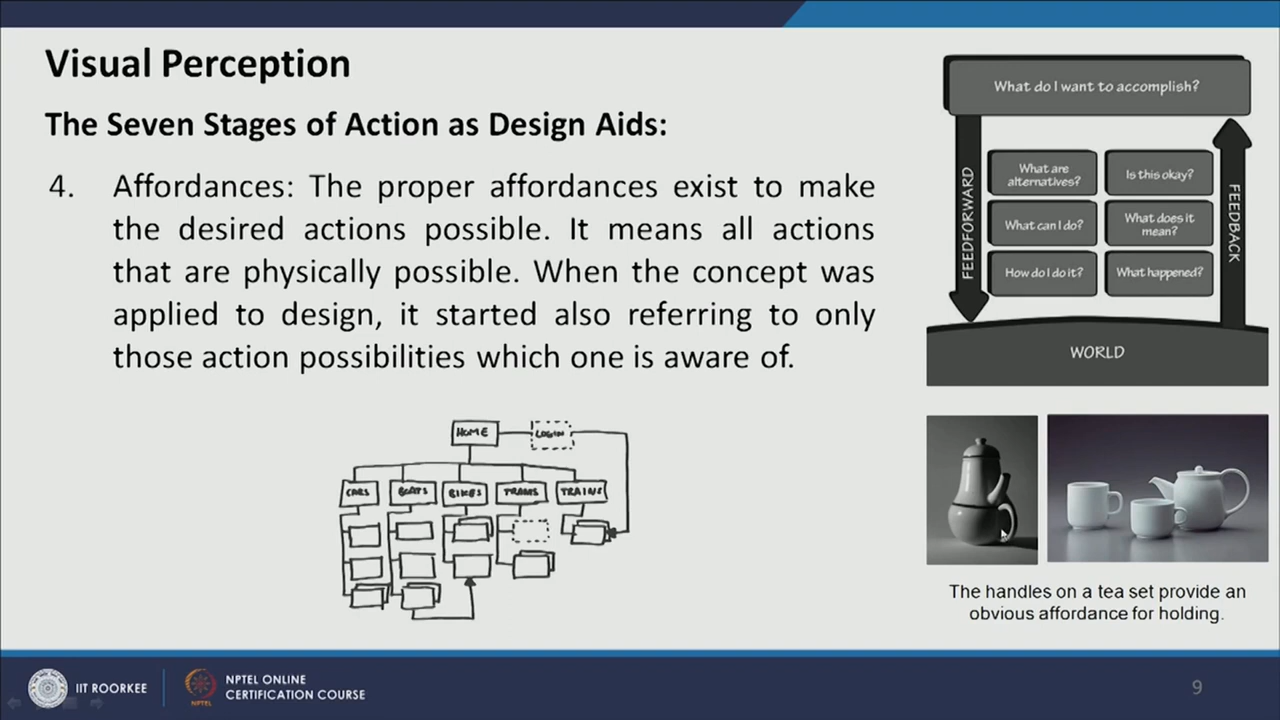 Visual Perception
The Seven Stages of Action as Design Aids:
4. Affordances: The proper affordances exist to make
the desired actions possible. It means all actions
that are physically possible. When the concept was
applied to design, it started also referring to only
those action possibilities which one is aware of.
HOME
LOGIN
CARS
BOATS
BIKES
TRAMS
TRAINS
What do I want to accomplish?
FEEDFORWARD
What are
alternatives?
Is this okay?
What can I do?
What does it
mean?
How do I do it?
What happened?
FEEDBACK
WORLD
The handles on a tea set provide an
obvious affordance for holding.
IIT ROORKEE
NPTEL
NPTEL ONLINE
CERTIFICATION COURSE
9